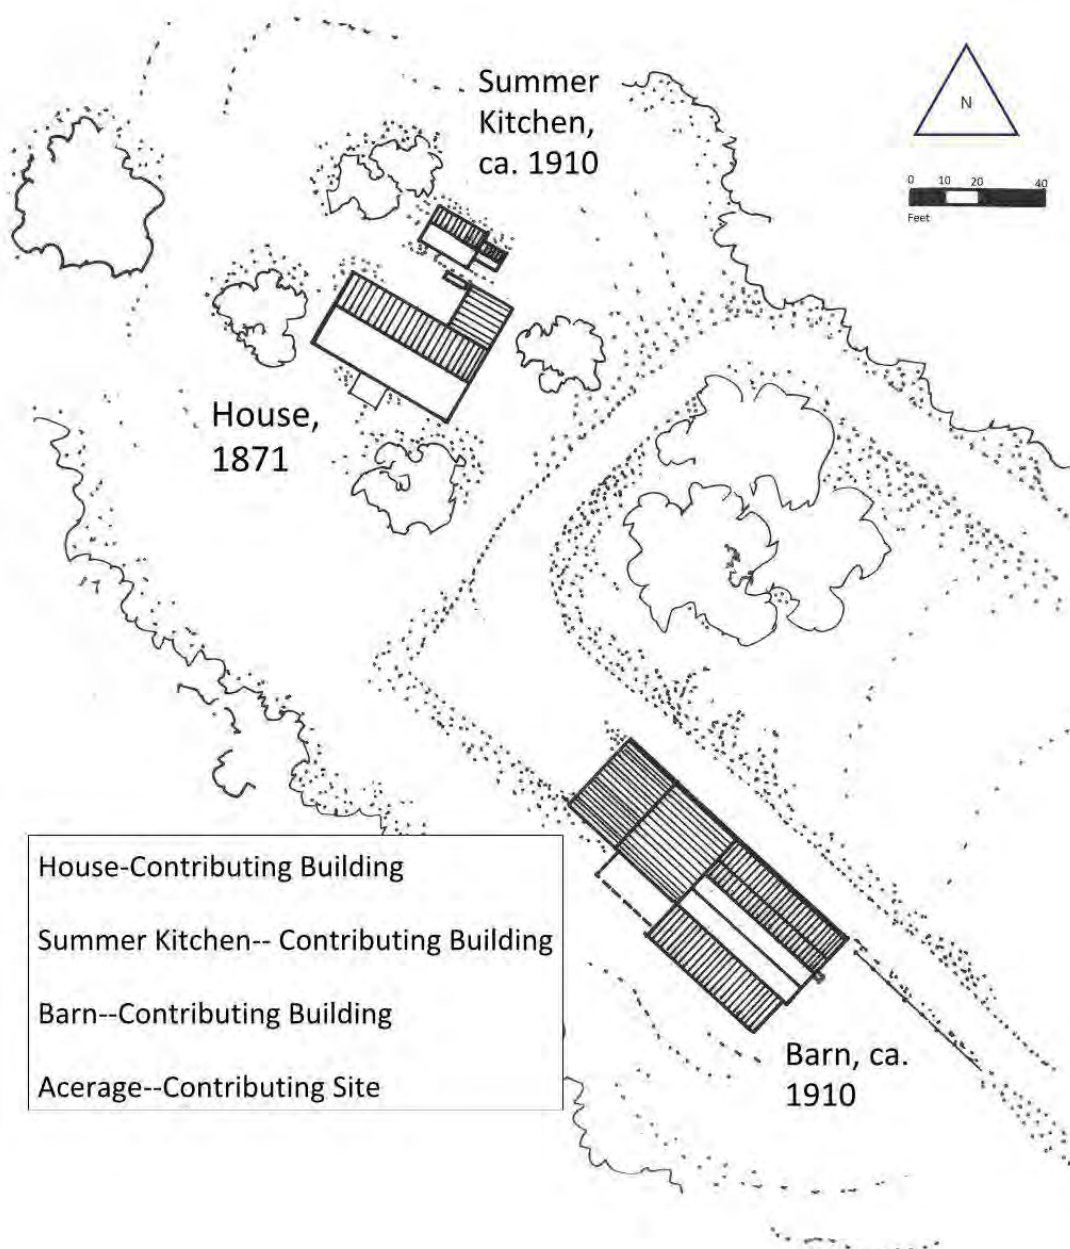 Summer
Kitchen,
ca. 1910
N
0 10 20 40
Feet
House,
1871
House-Contributing Building
Summer Kitchen-- Contributing Building
Barn--Contributing Building
Acerage--Contributing Site
Barn, ca.
1910